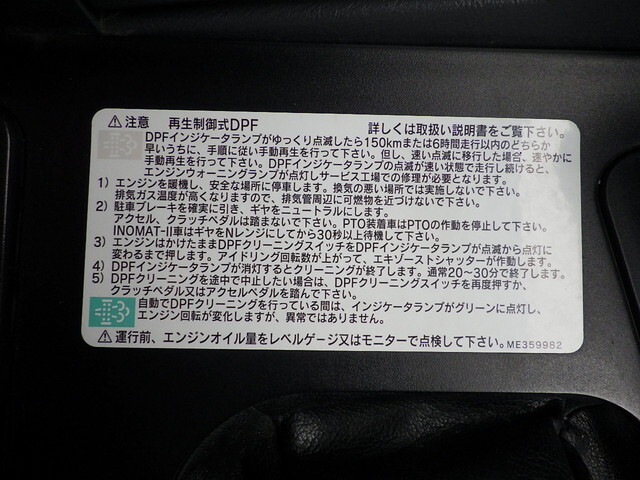 ⚠注意 再生制御式DPF 詳しくは取扱い説明書をご覧下さい。
DPFインジケータランプがゆっくり点滅したら150kmまたは6時間走行以内のどちらか
早いうちに、手順に従い手動再生を行って下さい。但し、速い点滅に移行した場合、速やかに
手動再生を行って下さい。DPFインジケータランプの点滅が速い状態で走行し続けると、
エンジンウォーニングランプが点灯しサービス工場での修理が必要となります。
1) エンジンを暖機し、安全な場所に停車します。換気の悪い場所では実施しないで下さい。
排気ガス温度が高くなりますので、排気管周辺に可燃物を近づけないで下さい。
2) 駐車ブレーキを確実に引き、ギヤをニュートラルにします。
アクセル、クラッチペダルは踏まないで下さい。PTO装着車はPTOの作動を停止して下さい。
INOMAT-II車はギヤをNレンジにしてから30秒以上待機して下さい。
3) エンジンはかけたままDPFクリーニングスイッチをDPFインジケータランプが点滅から点灯に
変わるまで押します。アイドリング回転数が上がって、エキゾーストシャッターが作動します。
4) DPFインジケータランプが消灯するとクリーニングが終了します。通常20～30分で終了します。
5) DPFクリーニングを途中で中止したい場合は、DPFクリーニングスイッチを再度押すか、
クラッチペダル又はアクセルペダルを踏んで下さい。
自動でDPFクリーニングを行っている間は、インジケータランプがグリーンに点灯し、
エンジン回転が変化しますが、異常ではありません。
⚠運行前、エンジンオイル量をレベルゲージ又はモニターで点検して下さい。ME359982